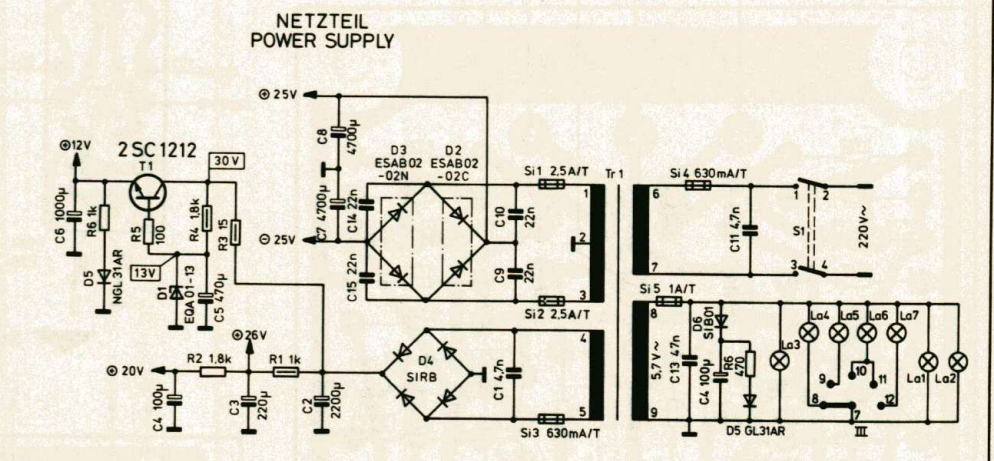 NETZTEIL
POWER SUPPLY
⊕ 25V
C8
4700µ
D3
ESAB02
-02N
D2
ESAB02
-02C
Si1 2,5A/T
Tr1
Si4 630mA/T
⊕12V
2SC1212
T1
30V
C6 1000µ
R6 1k
R5
100
R4 1,8k
R3 15
4700µ
C7
C14 22n
C10
22n
1
2
3
6
7
C11 4,7n
1
2
S1
3
4
220V~
⊖ 25V
D5
NGL 31AR
13V
D1
EQA 01-13
C5 470µ
C15 22n
C9
22n
Si2 2,5A/T
Si5 1A/T
⊕26V
⊕ 20V
R2 1,8k
R1 1k
C4 100µ
C3
220µ
C2
2200µ
D4
SIRB
C1 4,7n
4
5
Si3 630mA/T
8
9
5,7V~
C13 47n
D6
SIB01
C4 100µ
R6
470
D5 GL31AR
La3
La4
La5
La6
La7
9
10
11
8
7
12
III
La1
La2